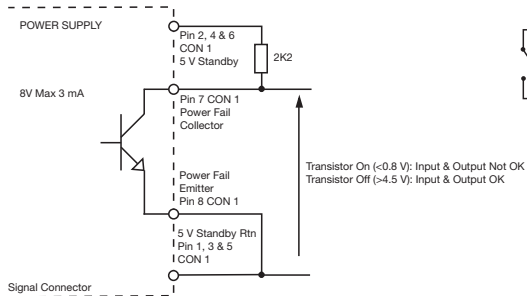 POWER SUPPLY
Pin 2, 4 & 6
CON 1
5 V Standby
2K2
8V Max 3 mA
Pin 7 CON 1
Power Fail
Collector
Transistor On (<0.8 V): Input & Output Not OK
Transistor Off (>4.5 V): Input & Output OK
Power Fail
Emitter
Pin 8 CON 1
5 V Standby Rtn
Pin 1, 3 & 5
CON 1
Signal Connector